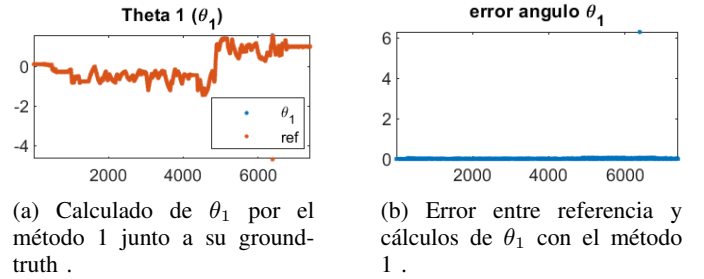 Theta 1 (θ₁)
0
-2
-4
2000
4000
6000
θ₁
ref
(a) Calculado de θ₁ por el
método 1 junto a su ground-
truth .
error angulo θ₁
6
4
2
0
2000
4000
6000
(b) Error entre referencia y
cálculos de θ₁ con el método
1 .